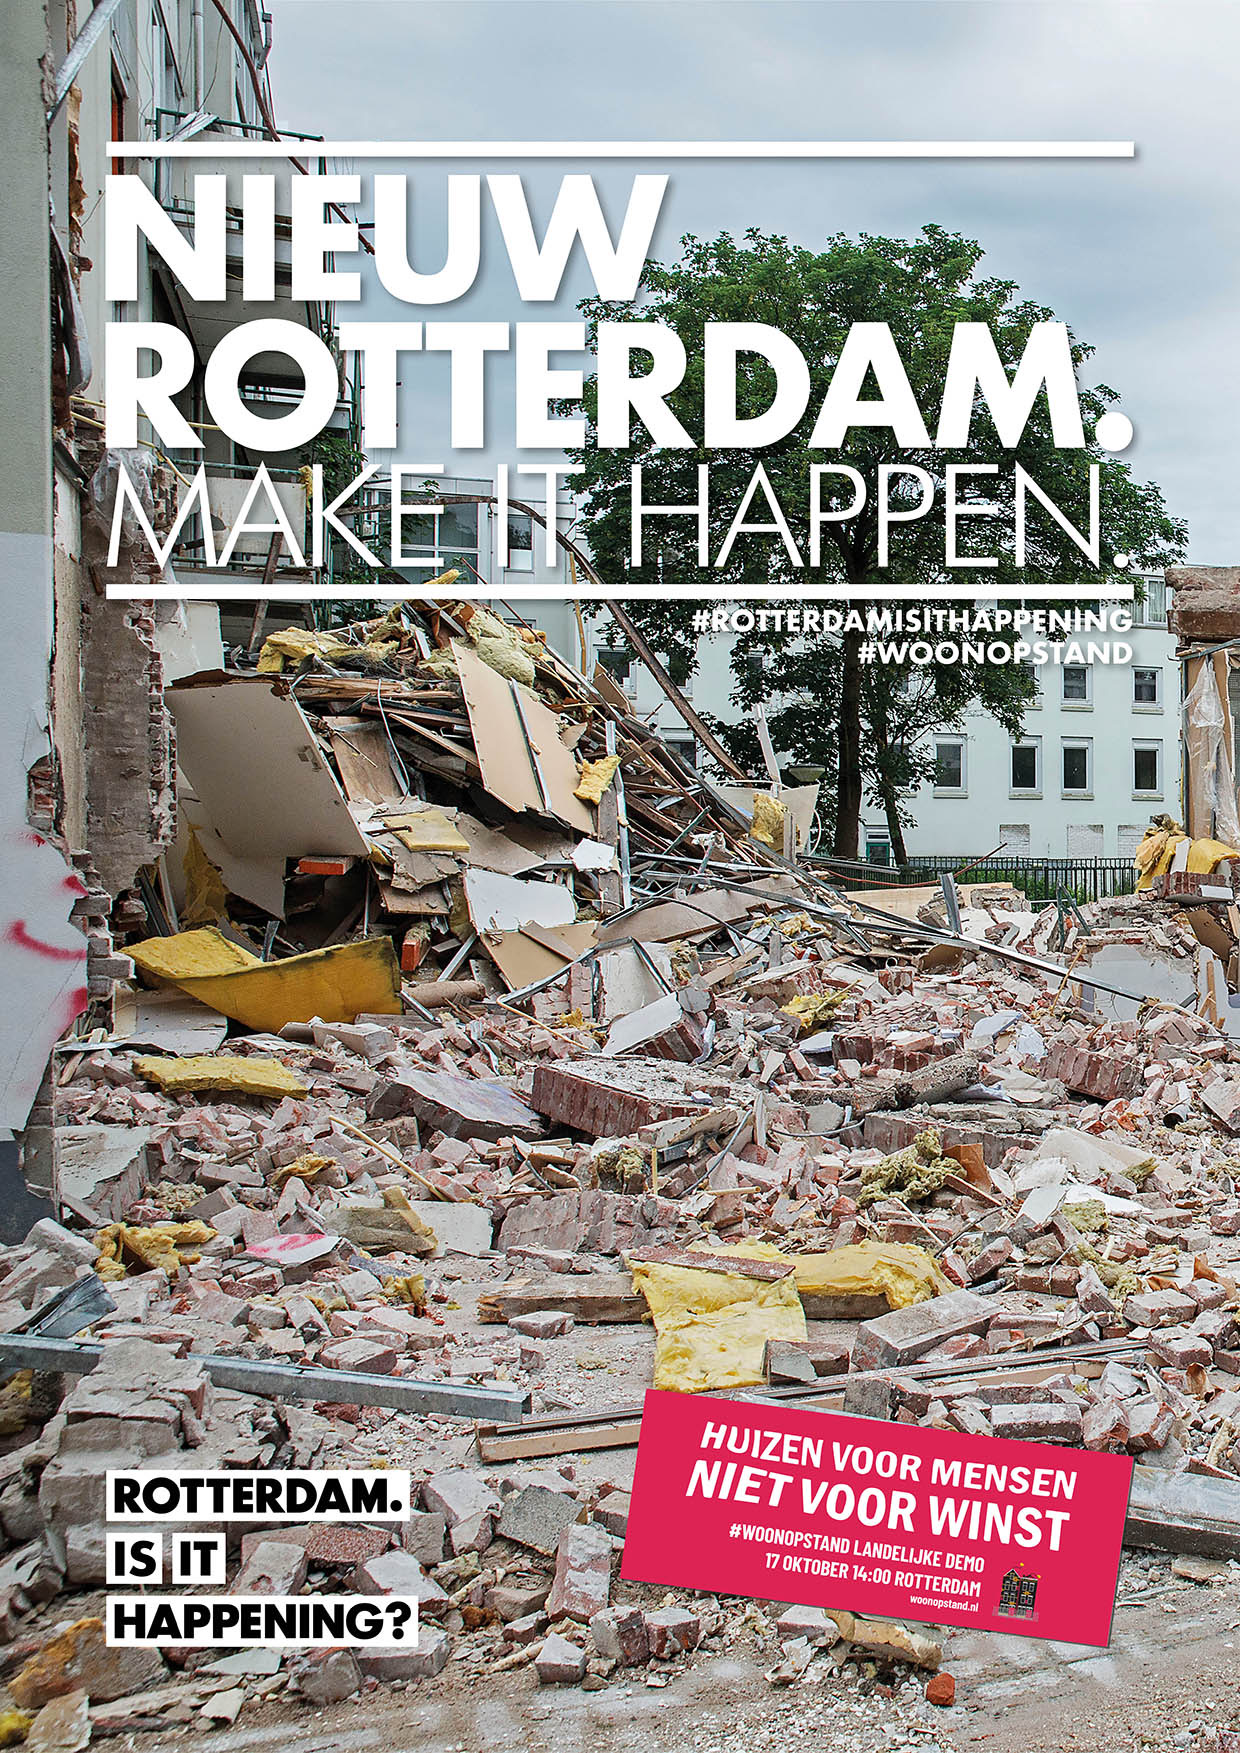 NIEUW
ROTTERDAM.
MAKE IT HAPPEN.
#ROTTERDAMISITHAPPENING
#WOONOPSTAND
HUIZEN VOOR MENSEN
NIET VOOR WINST
#WOONOPSTAND LANDELIJKE DEMO
17 OKTOBER 14:00 ROTTERDAM
woonopstand.nl
ROTTERDAM.
IS IT
HAPPENING?